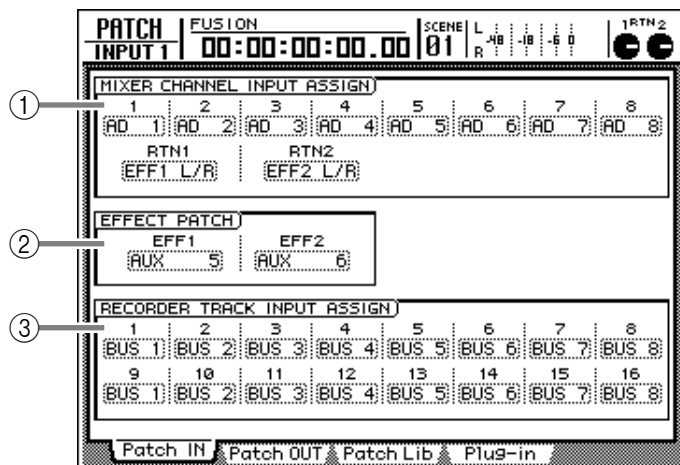 PATCH
INPUT 1
FUSION
00:00:00:00.00
SCENE
01
L
R
-48
-18
-6
0
1 RTN 2
① MIXER CHANNEL INPUT ASSIGN
1 2 3 4 5 6 7 8
AD 1 AD 2 AD 3 AD 4 AD 5 AD 6 AD 7 AD 8
RTN1 RTN2
EFF1 L/R EFF2 L/R
② EFFECT PATCH
EFF1 EFF2
AUX 5 AUX 6
③ RECORDER TRACK INPUT ASSIGN
1 2 3 4 5 6 7 8
BUS 1 BUS 2 BUS 3 BUS 4 BUS 5 BUS 6 BUS 7 BUS 8
9 10 11 12 13 14 15 16
BUS 1 BUS 2 BUS 3 BUS 4 BUS 5 BUS 6 BUS 7 BUS 8
Patch IN Patch OUT Patch Lib Plug-in